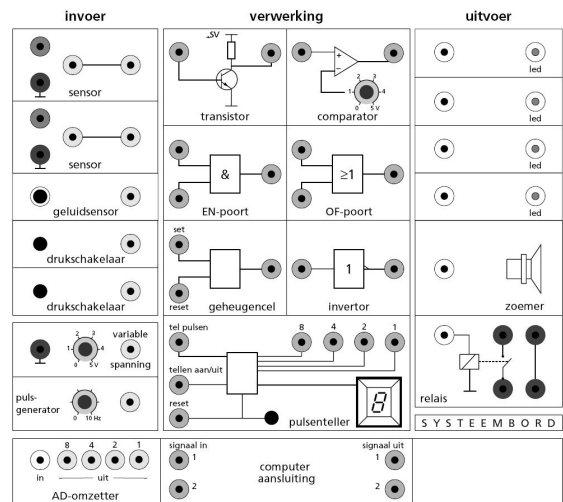 invoer
verwerking
uitvoer
sensor
sensor
geluidsensor
drukschakelaar
drukschakelaar
2 3
1 4
0 5 V
variable
spanning
puls-
generator
0 10 Hz
5V
transistor
+
−
2 3
1 4
0 5 V
comparator
&
EN-poort
≥1
OF-poort
set
reset
geheugencel
1
invertor
tel pulsen
8 4 2 1
tellen aan/uit
reset
8
pulsenteller
led
led
led
led
zoemer
relais
SYSTEEMBORD
8 4 2 1
in uit
AD-omzetter
signaal in
1
2
computer
aansluiting
signaal uit
1
2